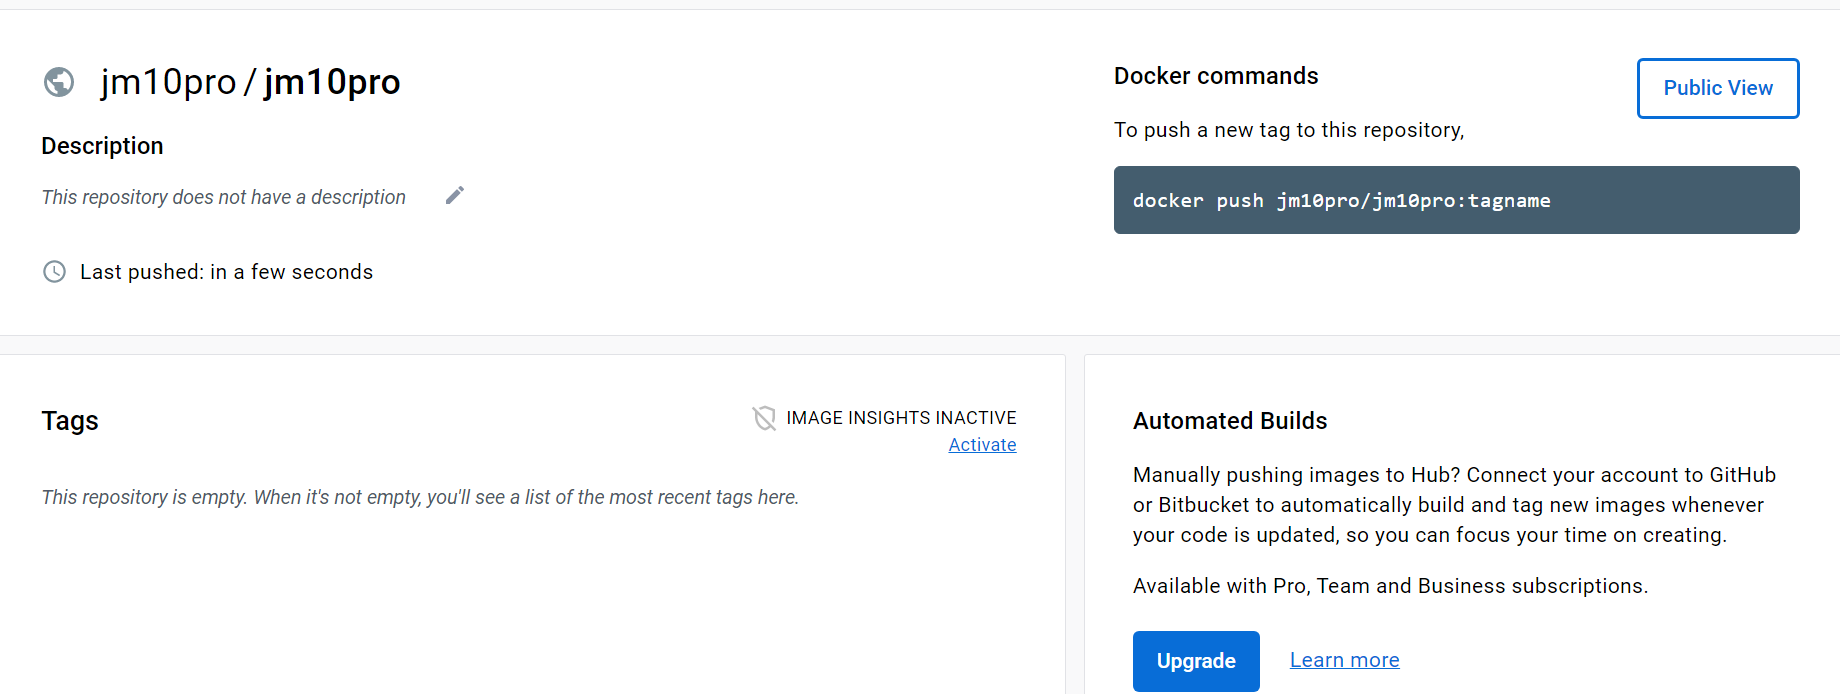 jm10pro / jm10pro
Description
This repository does not have a description
Last pushed: in a few seconds
Docker commands
Public View
To push a new tag to this repository,
docker push jm10pro/jm10pro:tagname
Tags
IMAGE INSIGHTS INACTIVE
Activate
This repository is empty. When it's not empty, you'll see a list of the most recent tags here.
Automated Builds
Manually pushing images to Hub? Connect your account to GitHub
or Bitbucket to automatically build and tag new images whenever
your code is updated, so you can focus your time on creating.
Available with Pro, Team and Business subscriptions.
Upgrade
Learn more